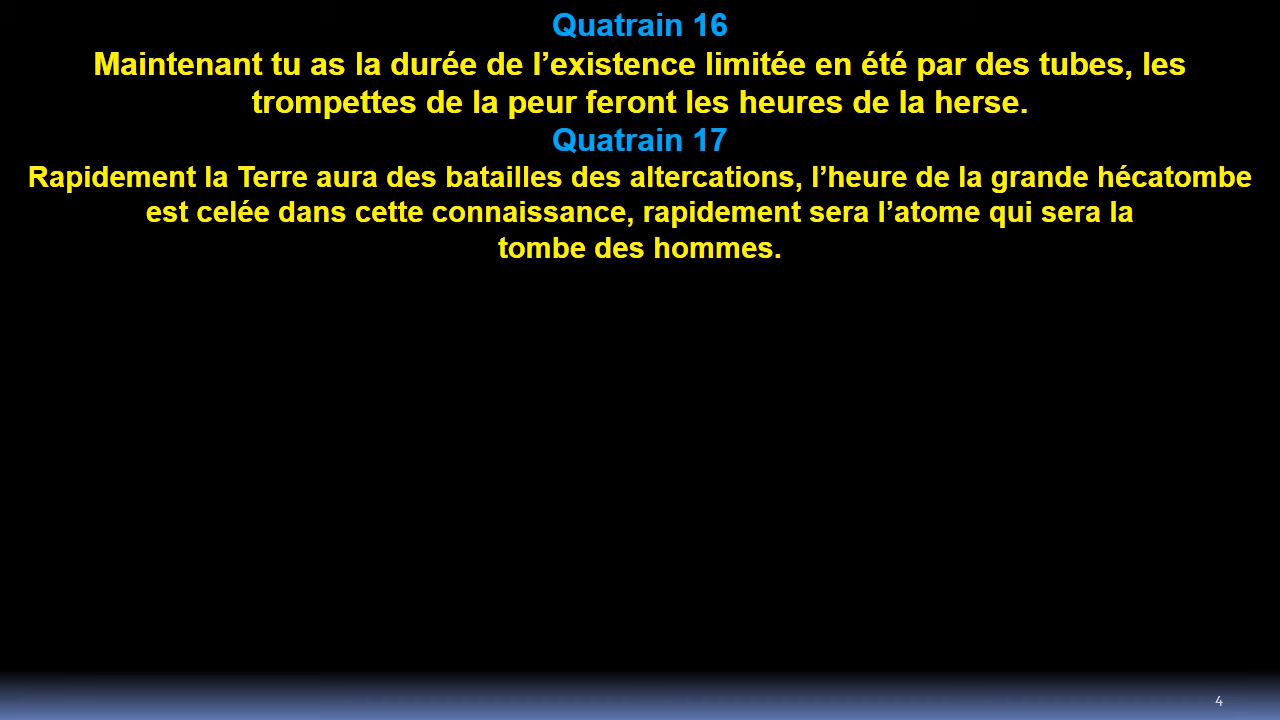 Quatrain 16
Maintenant tu as la durée de l’existence limitée en été par des tubes, les
trompettes de la peur feront les heures de la herse.
Quatrain 17
Rapidement la Terre aura des batailles des altercations, l’heure de la grande hécatombe
est celée dans cette connaissance, rapidement sera l’atome qui sera la
tombe des hommes.
4